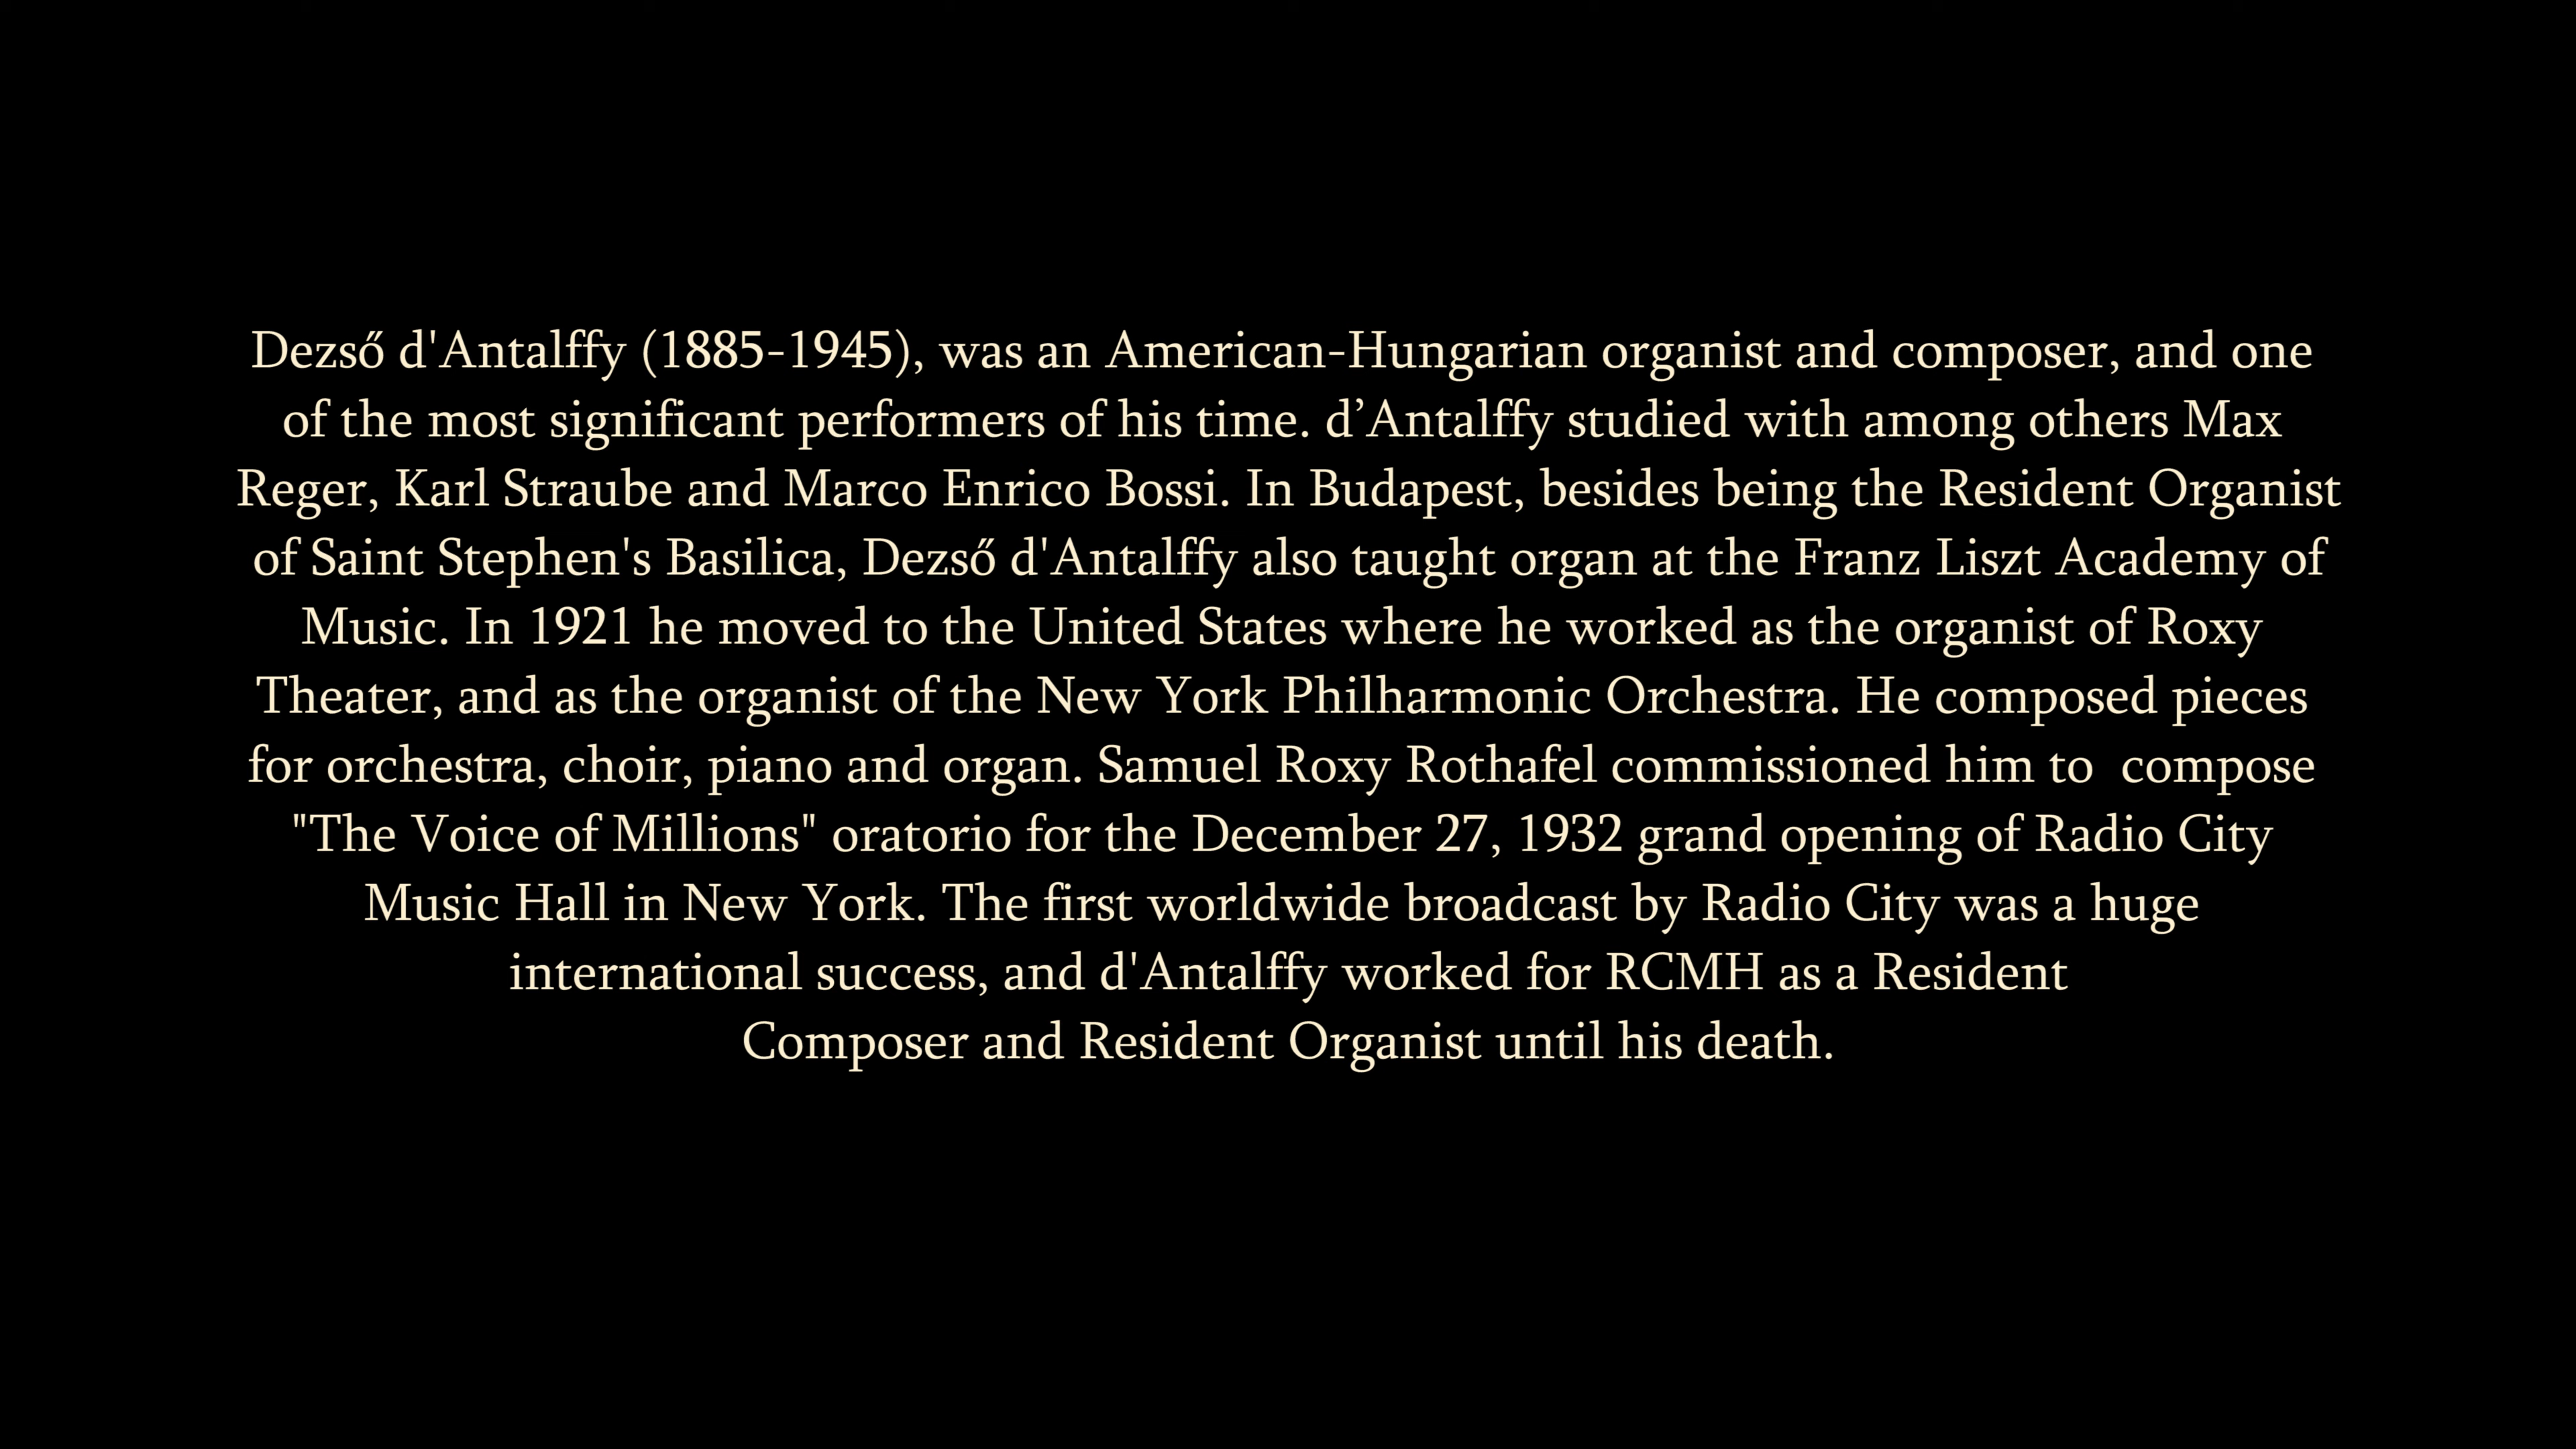 Dezső d'Antalffy (1885-1945), was an American-Hungarian organist and composer, and one
of the most significant performers of his time. d’Antalffy studied with among others Max
Reger, Karl Straube and Marco Enrico Bossi. In Budapest, besides being the Resident Organist
of Saint Stephen's Basilica, Dezső d'Antalffy also taught organ at the Franz Liszt Academy of
Music. In 1921 he moved to the United States where he worked as the organist of Roxy
Theater, and as the organist of the New York Philharmonic Orchestra. He composed pieces
for orchestra, choir, piano and organ. Samuel Roxy Rothafel commissioned him to  compose
"The Voice of Millions" oratorio for the December 27, 1932 grand opening of Radio City
Music Hall in New York. The first worldwide broadcast by Radio City was a huge
international success, and d'Antalffy worked for RCMH as a Resident
Composer and Resident Organist until his death.